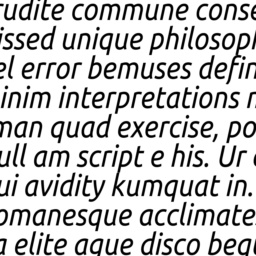 rudite commune conse
issed unique philosoph
el error bemuses defin
inim interpretations
man quad exercise, po
ull am script e his. Ur
ui avidity kumquat in.
omanesque acclimate
a elite aque disco